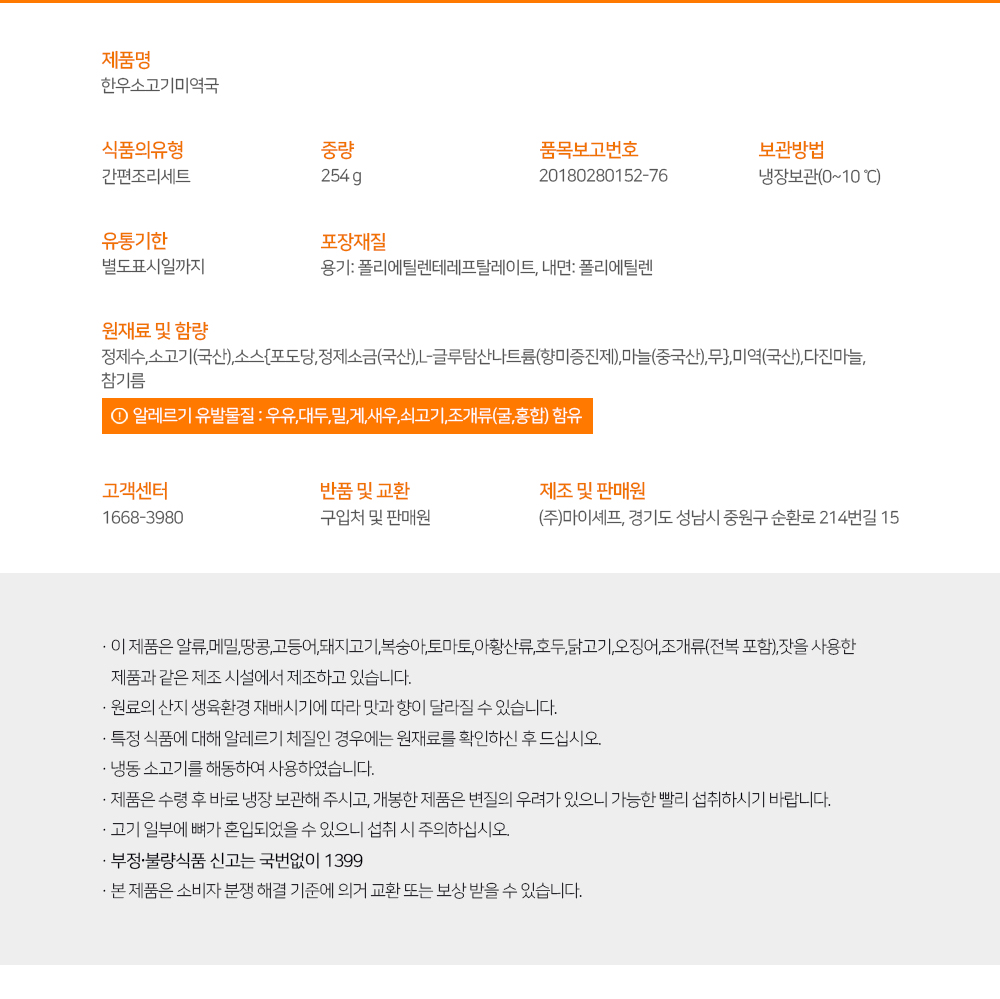 제품명
한우소고기미역국
식품의유형
간편조리세트
중량
254 g
품목보고번호
20180280152-76
보관방법
냉장보관(0~10 ℃)
유통기한
별도표시일까지
포장재질
용기: 폴리에틸렌테레프탈레이트, 내면: 폴리에틸렌
원재료 및 함량
정제수,소고기(국산),소스{포도당,정제소금(국산),L-글루탐산나트륨(향미증진제),마늘(중국산),무},미역(국산),다진마늘,
참기름
알레르기 유발물질 : 우유,대두,밀,게,새우,쇠고기,조개류(굴,홍합) 함유
고객센터
1668-3980
반품 및 교환
구입처 및 판매원
제조 및 판매원
(주)마이셰프, 경기도 성남시 중원구 순환로 214번길 15
· 이 제품은 알류,메밀,땅콩,고등어,돼지고기,복숭아,토마토,아황산류,호두,닭고기,오징어,조개류(전복 포함),잣을 사용한
제품과 같은 제조 시설에서 제조하고 있습니다.
· 원료의 산지 생육환경 재배시기에 따라 맛과 향이 달라질 수 있습니다.
· 특정 식품에 대해 알레르기 체질인 경우에는 원재료를 확인하신 후 드십시오.
· 냉동 소고기를 해동하여 사용하였습니다.
· 제품은 수령 후 바로 냉장 보관해 주시고, 개봉한 제품은 변질의 우려가 있으니 가능한 빨리 섭취하시기 바랍니다.
· 고기 일부에 뼈가 혼입되었을 수 있으니 섭취 시 주의하십시오.
· 부정·불량식품 신고는 국번없이 1399
· 본 제품은 소비자 분쟁 해결 기준에 의거 교환 또는 보상 받을 수 있습니다.